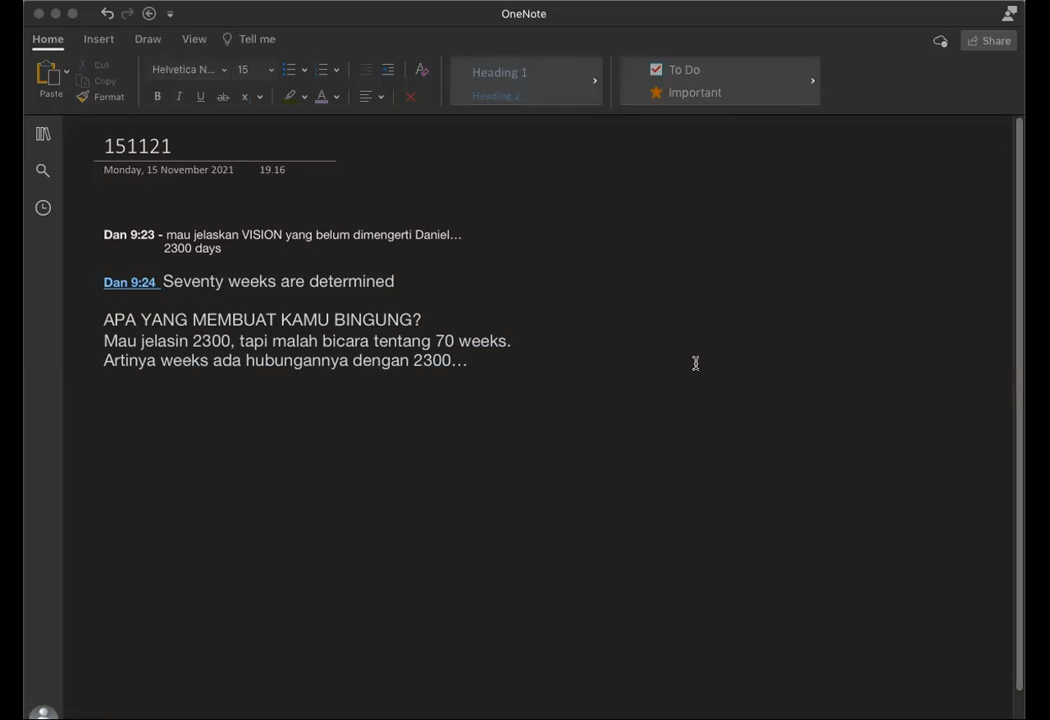 OneNote
Home
Insert
Draw
View
Tell me
Share
Paste
Cut
Copy
Format
Helvetica N...
15
B I U ab x A
Heading 1
Heading 2
To Do
Important
151121
Monday, 15 November 2021 19.16
Dan 9:23 - mau jelaskan VISION yang belum dimengerti Daniel…
2300 days
Dan 9:24 Seventy weeks are determined
APA YANG MEMBUAT KAMU BINGUNG?
Mau jelasin 2300, tapi malah bicara tentang 70 weeks.
Artinya weeks ada hubungannya dengan 2300…